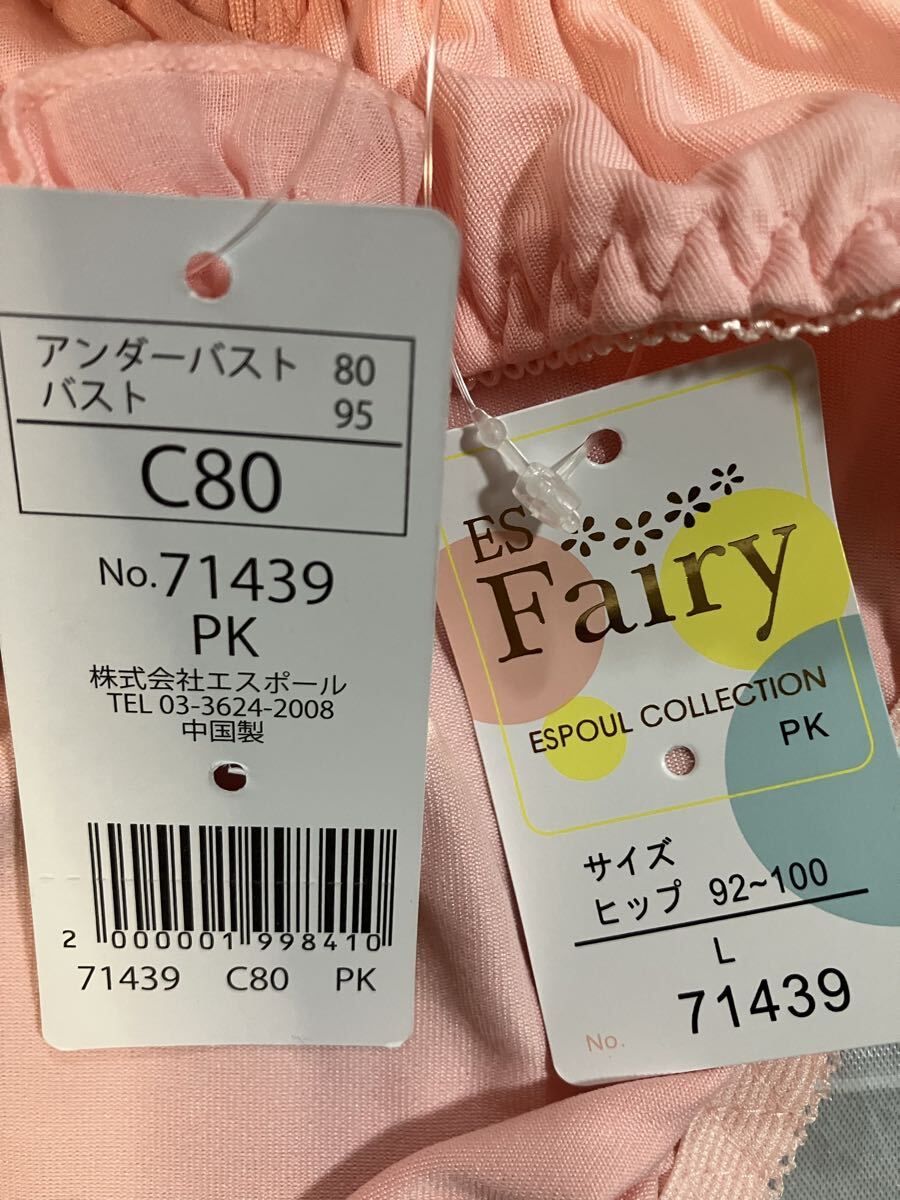 アンダーバスト 80
バスト 95
C80
No.71439
PK
株式会社エスポール
TEL 03-3624-2008
中国製
2 000001 998410
71439 C80 PK
ES
Fairy
ESPOUL COLLECTION
PK
サイズ
ヒップ 92~100
L
No. 71439